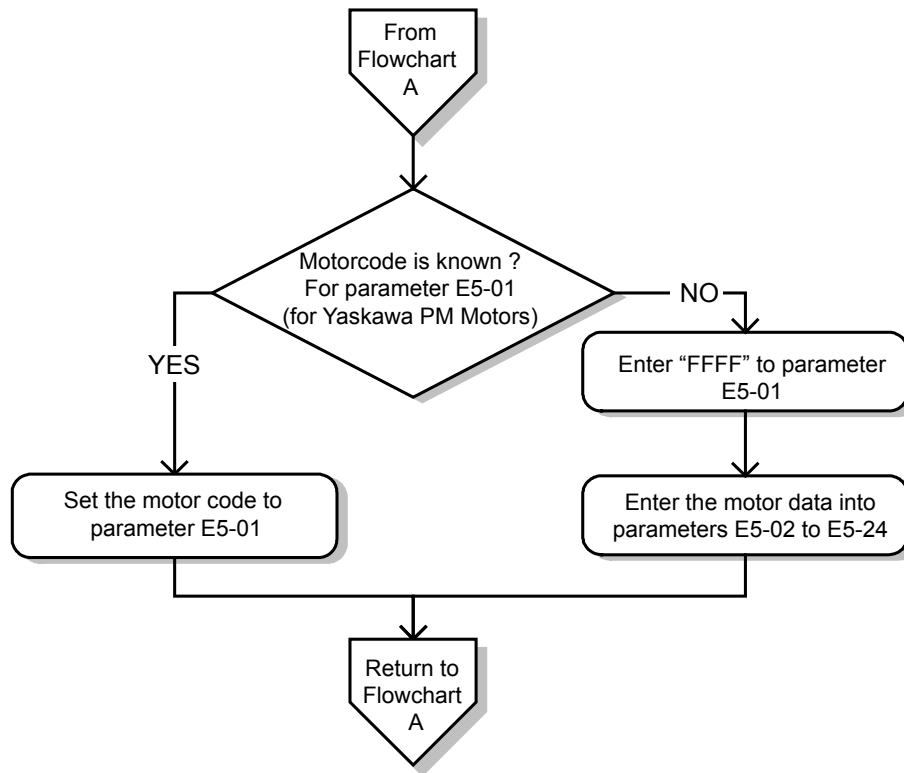 From
Flowchart
A
Motorcode is known ?
For parameter E5-01
(for Yaskawa PM Motors)
NO
YES
Enter “FFFF” to parameter
E5-01
Set the motor code to
parameter E5-01
Enter the motor data into
parameters E5-02 to E5-24
Return to
Flowchart
A